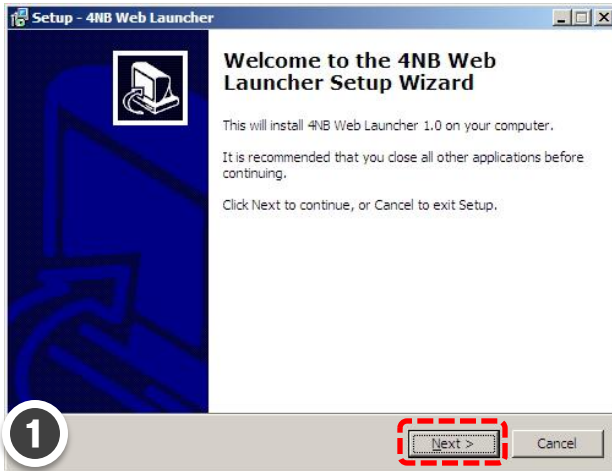 Setup - 4NB Web Launcher
Welcome to the 4NB Web
Launcher Setup Wizard
This will install 4NB Web Launcher 1.0 on your computer.
It is recommended that you close all other applications before
continuing.
Click Next to continue, or Cancel to exit Setup.
1
Next >
Cancel